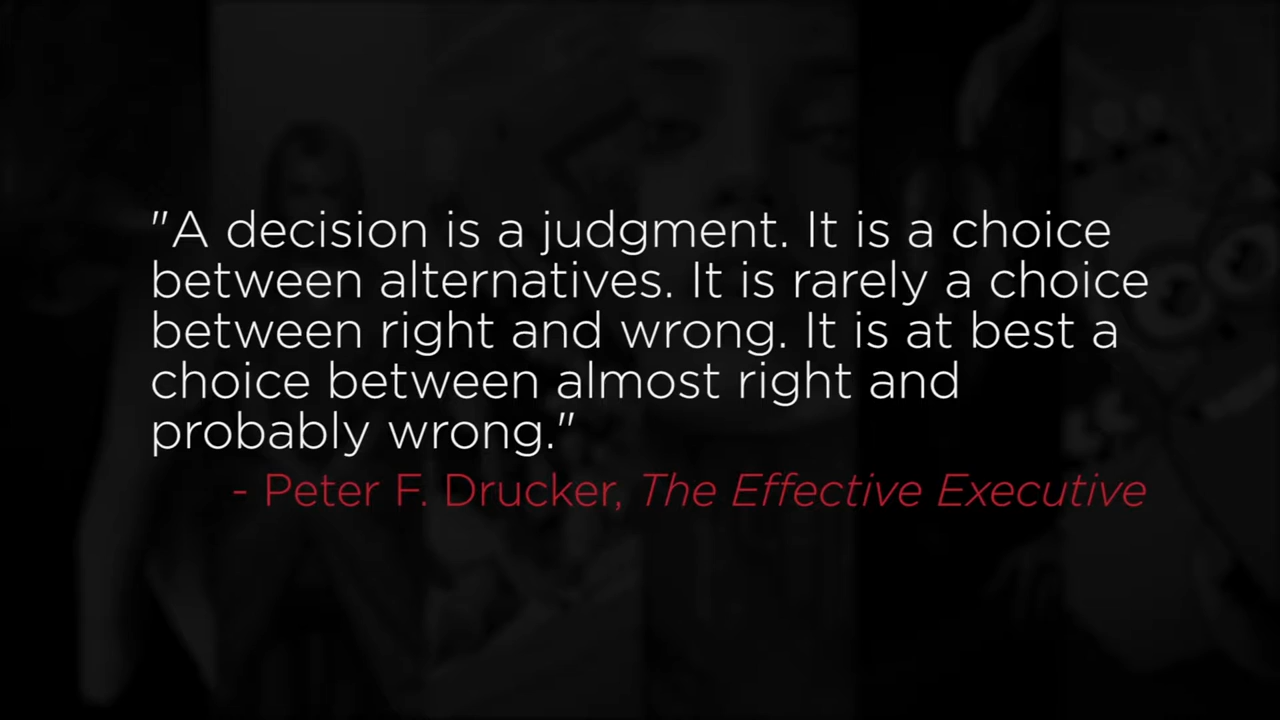 "A decision is a judgment. It is a choice
between alternatives. It is rarely a choice
between right and wrong. It is at best a
choice between almost right and
probably wrong."
- Peter F. Drucker, The Effective Executive